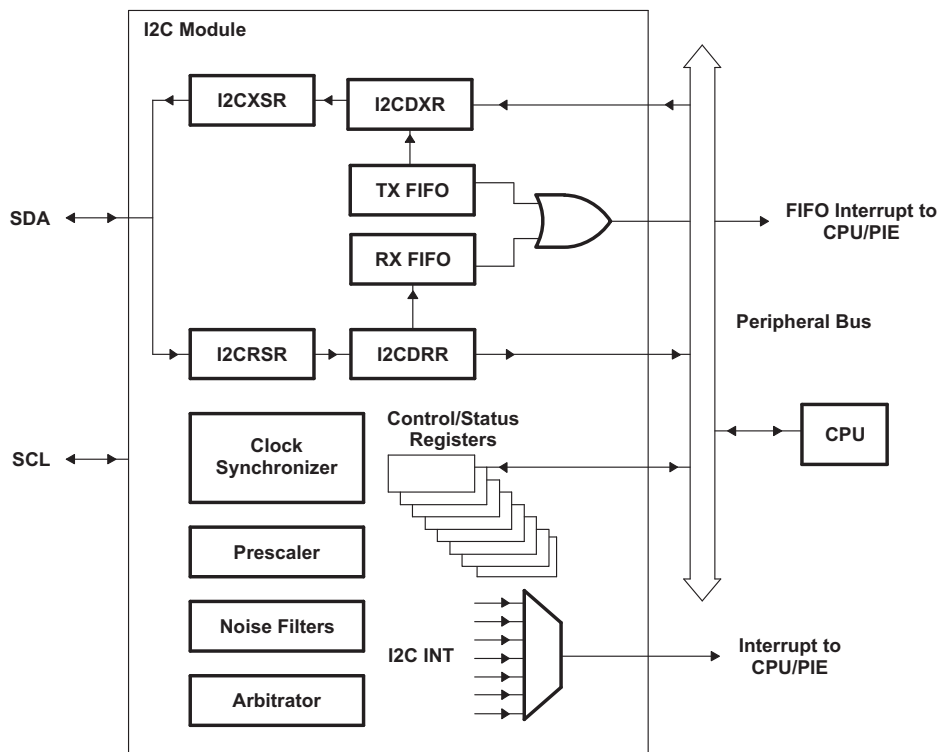 I2C Module
I2CXSR
I2CDXR
TX FIFO
SDA
FIFO Interrupt to
CPU/PIE
RX FIFO
Peripheral Bus
I2CRSR
I2CDRR
Control/Status
Registers
CPU
Clock
Synchronizer
SCL
Prescaler
Noise Filters
I2C INT
Interrupt to
CPU/PIE
Arbitrator